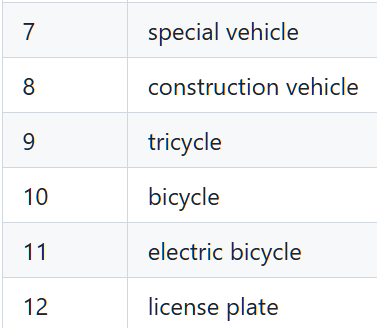 7 special vehicle
8 construction vehicle
9 tricycle
10 bicycle
11 electric bicycle
12 license plate